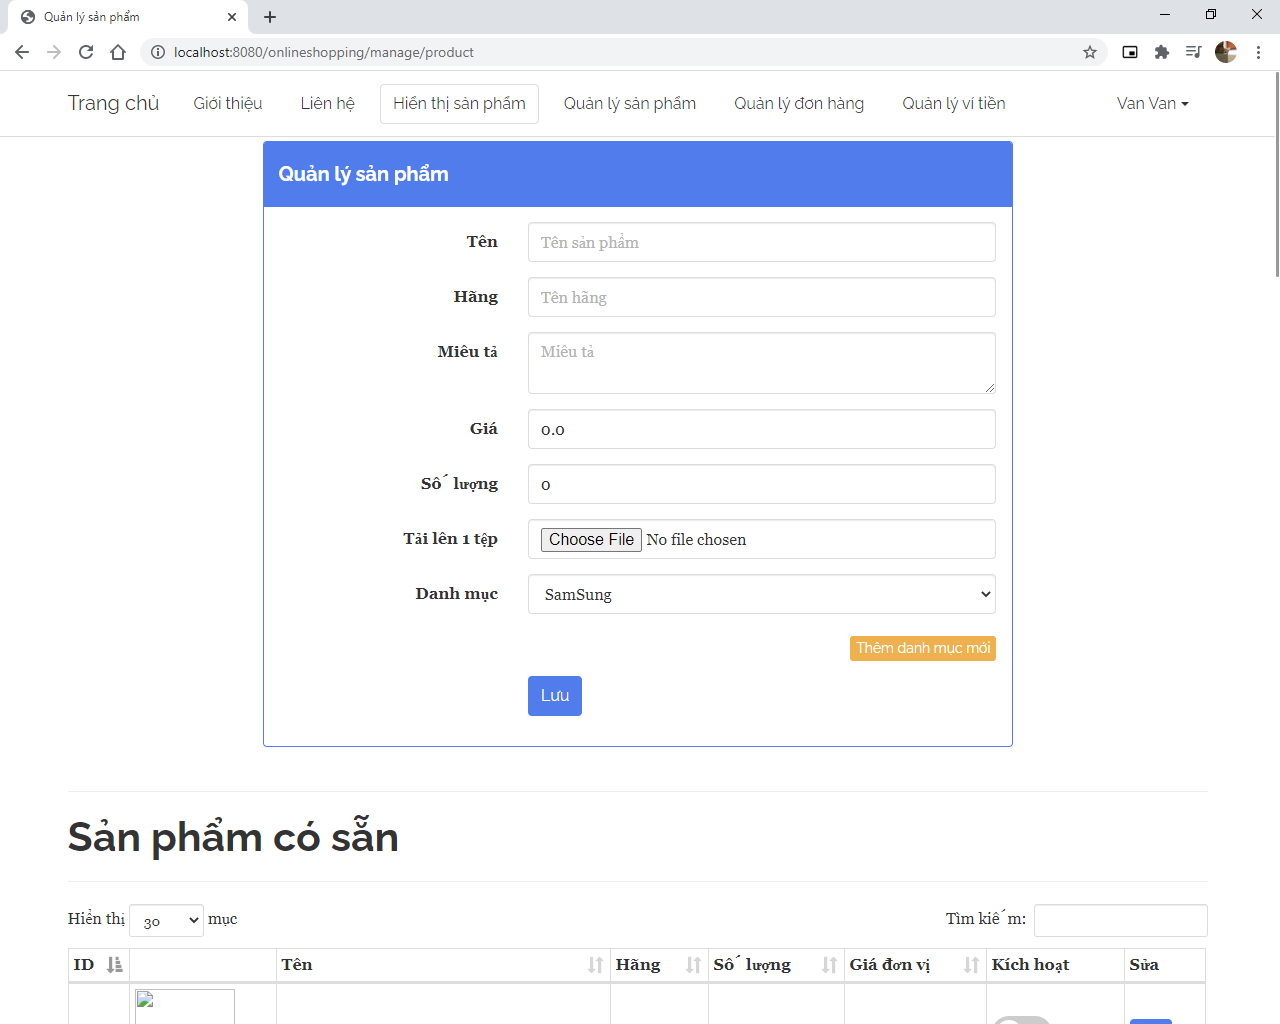 Quản lý sản phẩm
localhost:8080/onlineshopping/manage/product
Trang chủ Giới thiệu Liên hệ Hiển thị sản phẩm Quản lý sản phẩm Quản lý đơn hàng Quản lý ví tiền Van Van
Quản lý sản phẩm
Tên Tên sản phẩm
Hãng Tên hãng
Miêu tả Miêu tả
Giá 0.0
Số lượng 0
Tải lên 1 tệp Choose File No file chosen
Danh mục SamSung
Thêm danh mục mới
Lưu
Sản phẩm có sẵn
Hiển thị 30 mục Tìm kiếm:
ID Tên Hãng Số lượng Giá đơn vị Kích hoạt Sửa